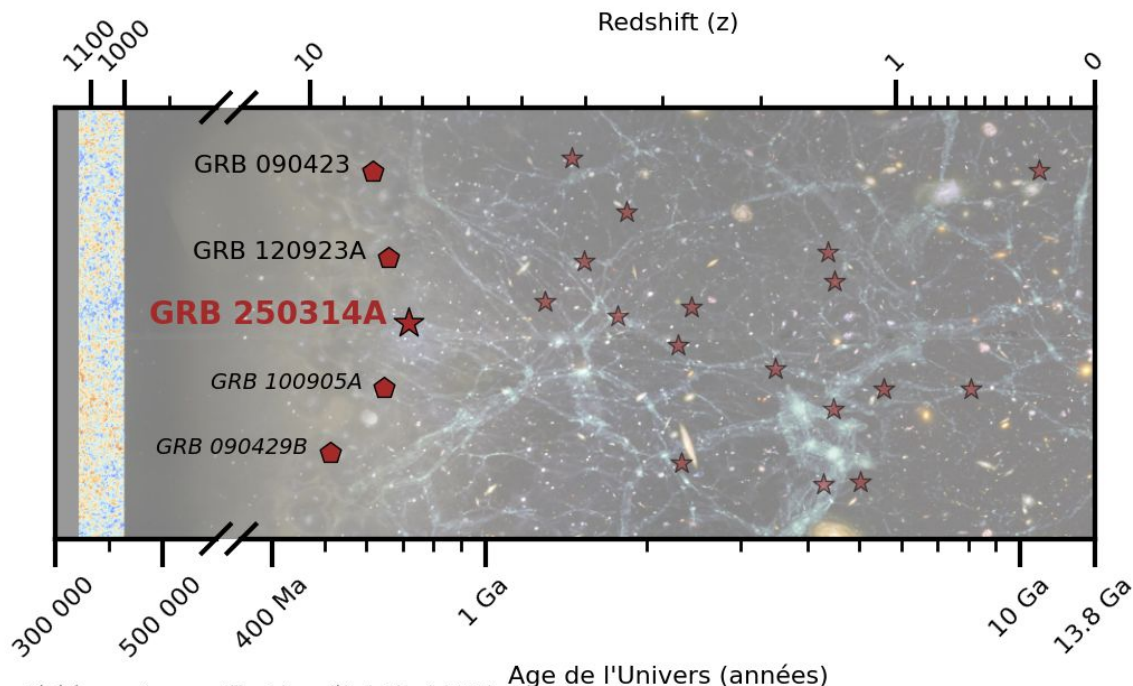 Redshift (z)
1100 1000 10 1 0
GRB 090423
GRB 120923A
GRB 250314A
GRB 100905A
GRB 090429B
300 000 500 000 400 Ma 1 Ga 10 Ga 13.8 Ga
Age de l'Univers (années)